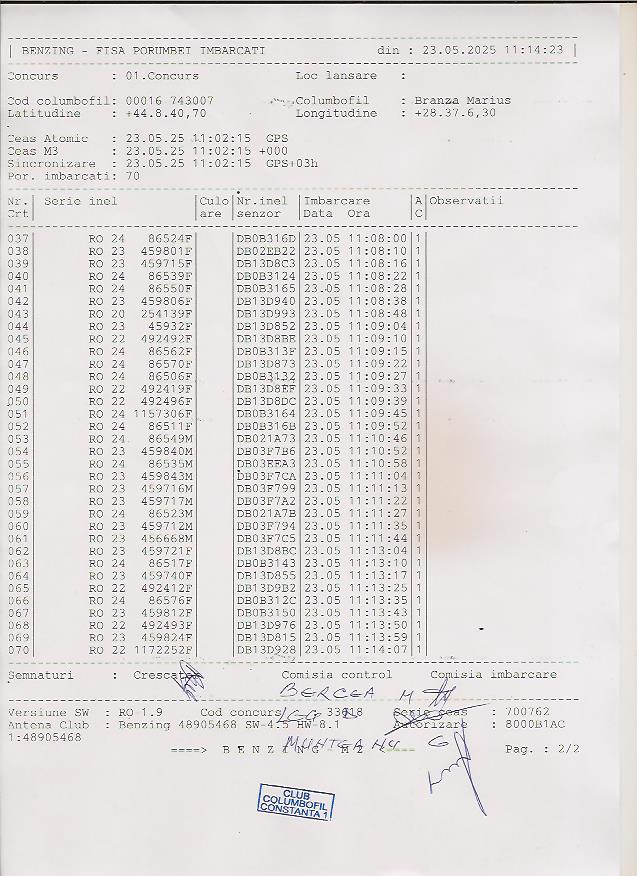 BENZING - FISA PORUMBEI IMBARCATI din : 23.05.2025 11:14:23
Concurs : 01.Concurs Loc lansare :
Cod columbofil: 00016 743007 Columbofil : Branza Marius
Latitudine : +44.8.40,70 Longitudine : +28.37.6,30
Ceas Atomic : 23.05.25 11:02:15 GPS
Ceas M3 : 23.05.25 11:02:15 +000
Sincronizare : 23.05.25 11:02:15 GPS+03h
Por. imbarcati: 70
Nr. | Serie inel | Culo | Nr.inel | Imbarcare | A | Observatii
Crt | | are | senzor | Data Ora | C |
037 RO 24 86524F DB0B316D 23.05 11:08:00 1
038 RO 23 459801F DB02EB22 23.05 11:08:10 1
039 RO 23 459715F DB13D8C3 23.05 11:08:16 1
040 RO 24 86539F DB0B3124 23.05 11:08:22 1
041 RO 24 86550F DB0B3165 23.05 11:08:28 1
042 RO 23 459806F DB13D940 23.05 11:08:38 1
043 RO 20 254139F DB13D993 23.05 11:08:48 1
044 RO 23 45932F DB13D852 23.05 11:09:04 1
045 RO 22 492492F DB13D8BE 23.05 11:09:10 1
046 RO 24 86562F DB0B313F 23.05 11:09:15 1
047 RO 24 86570F DB13D873 23.05 11:09:22 1
048 RO 24 86506F DB0B3132 23.05 11:09:27 1
049 RO 22 492419F DB13D8EF 23.05 11:09:33 1
050 RO 22 492496F DB13D8DC 23.05 11:09:39 1
051 RO 24 1157306F DB0B3164 23.05 11:09:45 1
052 RO 24 86511F DB0B316B 23.05 11:09:52 1
053 RO 24 86549M DB021A73 23.05 11:10:46 1
054 RO 23 459840M DB03F7B6 23.05 11:10:52 1
055 RO 24 86535M DB03EEA3 23.05 11:10:58 1
056 RO 23 459843M DB03F7CA 23.05 11:11:04 1
057 RO 23 459716M DB03F799 23.05 11:11:13 1
058 RO 23 459717M DB03F7A2 23.05 11:11:22 1
059 RO 24 86523M DB021A7B 23.05 11:11:27 1
060 RO 23 459712M DB03F794 23.05 11:11:35 1
061 RO 23 456668M DB03F7C5 23.05 11:11:44 1
062 RO 23 459721F DB13D8BC 23.05 11:13:04 1
063 RO 24 86517F DB0B3143 23.05 11:13:10 1
064 RO 23 459740F DB13D855 23.05 11:13:17 1
065 RO 22 492412F DB13D9B2 23.05 11:13:25 1
066 RO 24 86576F DB0B312C 23.05 11:13:35 1
067 RO 23 459812F DB0B3150 23.05 11:13:43 1
068 RO 22 492493F DB13D976 23.05 11:13:50 1
069 RO 23 459824F DB13D815 23.05 11:13:59 1
070 RO 22 1172252F DB13D928 23.05 11:14:07 1
Semnaturi : Crescator Comisia control Comisia imbarcare
BERCEA M
Versiune SW : RO-1.9 Cod concurs 33618 Serie ceas : 700762
Antena Club : Benzing 48905468 SW-4.5 HW-8.1 Autorizare : 8000B1AC
1:48905468
====> B E N Z I N G M2 <==== Pag. : 2/2
MUNTEANU G
CLUB
COLUMBOFIL
CONSTANTA 1